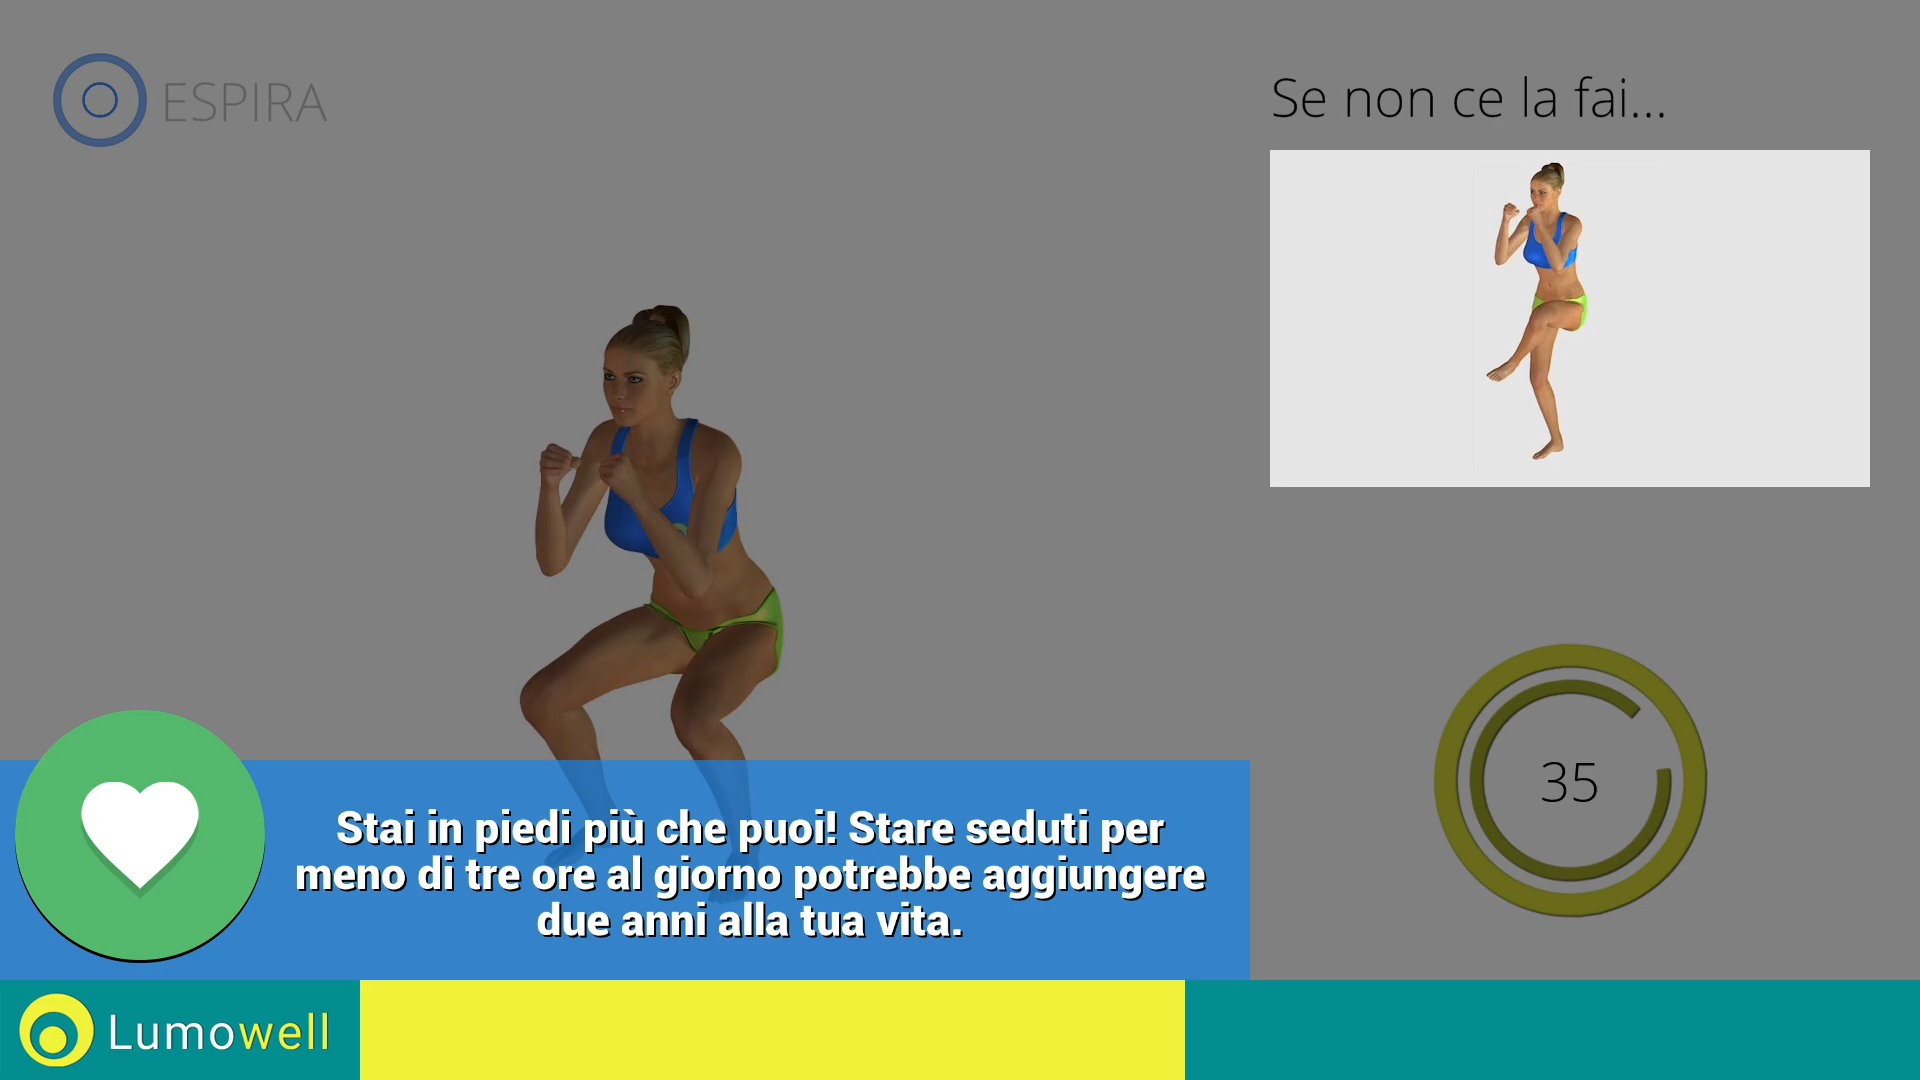 ESPIRA
Se non ce la fai...
35
Stai in piedi più che puoi! Stare seduti per
meno di tre ore al giorno potrebbe aggiungere
due anni alla tua vita.
Lumowell